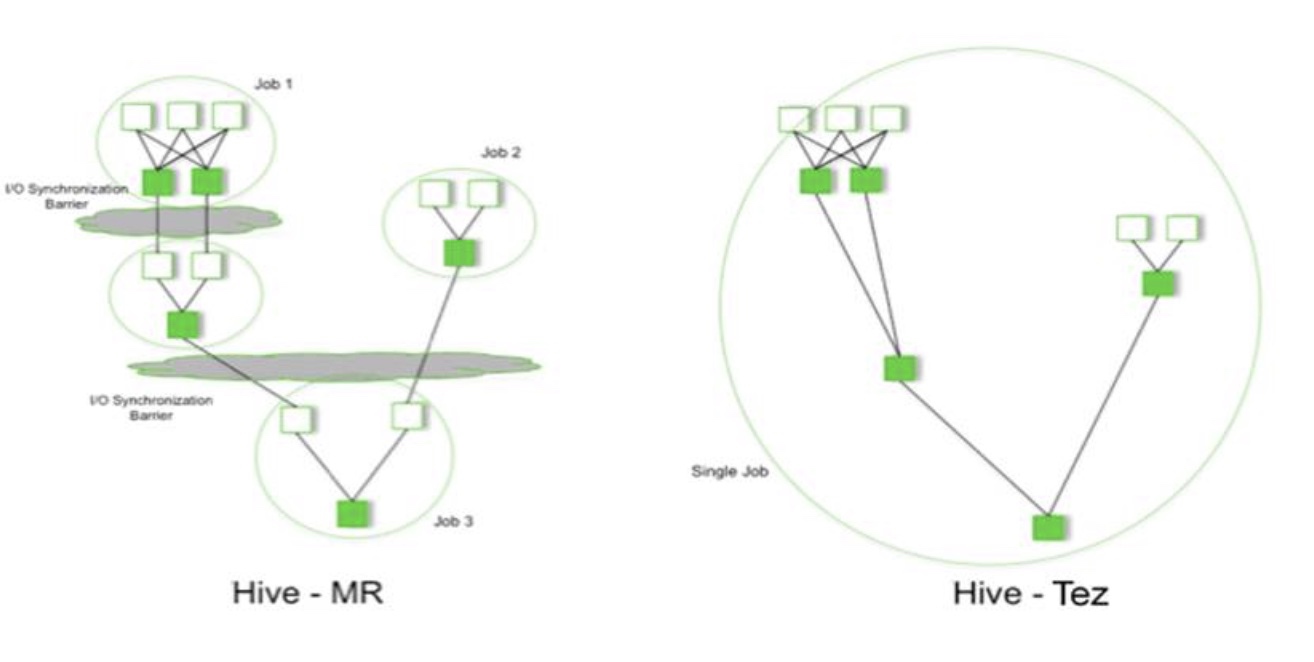 Job 1
Job 2
I/O Synchronization
Barrier
I/O Synchronization
Barrier
Job 3
Hive - MR
Single Job
Hive - Tez